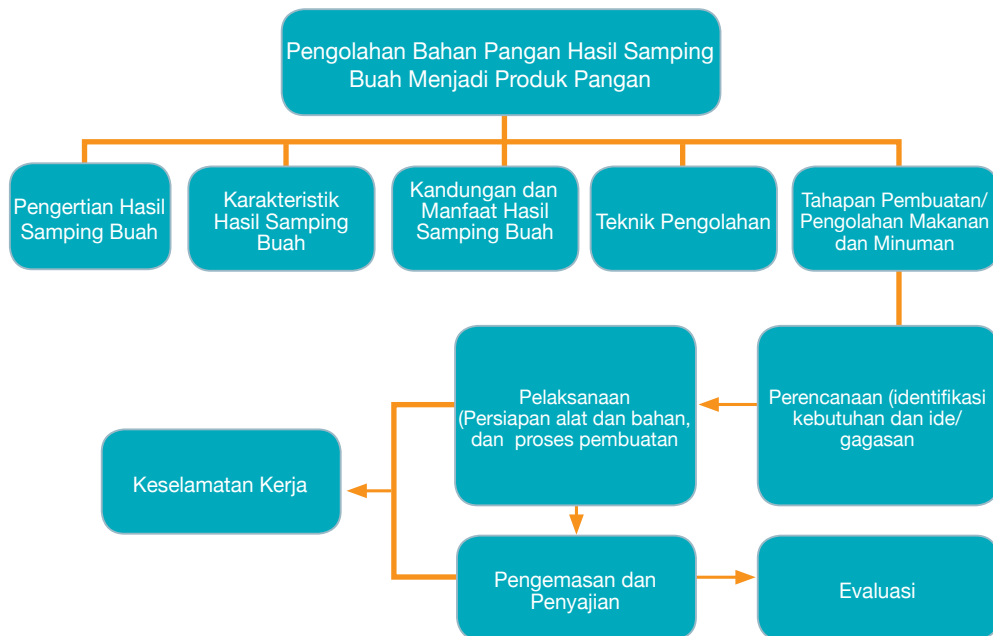 Pengolahan Bahan Pangan Hasil Samping
Buah Menjadi Produk Pangan
Pengertian Hasil
Samping Buah
Karakteristik
Hasil Samping
Buah
Kandungan dan
Manfaat Hasil
Samping Buah
Teknik Pengolahan
Tahapan Pembuatan/
Pengolahan Makanan
dan Minuman
Perencanaan (identifikasi
kebutuhan dan ide/
gagasan
Pelaksanaan
(Persiapan alat dan bahan,
dan proses pembuatan
Keselamatan Kerja
Pengemasan dan
Penyajian
Evaluasi